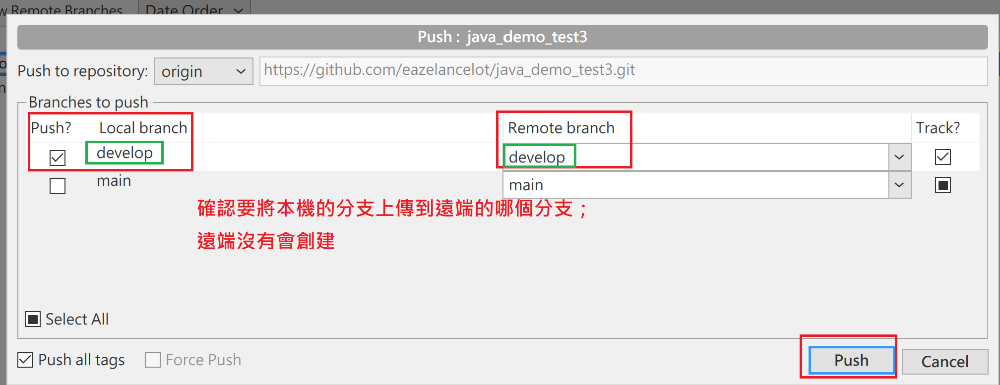 w Remote Branches Date Order
Push : java_demo_test3
Push to repository: origin https://github.com/eazelancelot/java_demo_test3.git
Branches to push
Push? Local branch Remote branch Track?
develop develop
main main
確認要將本機的分支上傳到遠端的哪個分支；
遠端沒有會創建
Select All
Push all tags Force Push Push Cancel